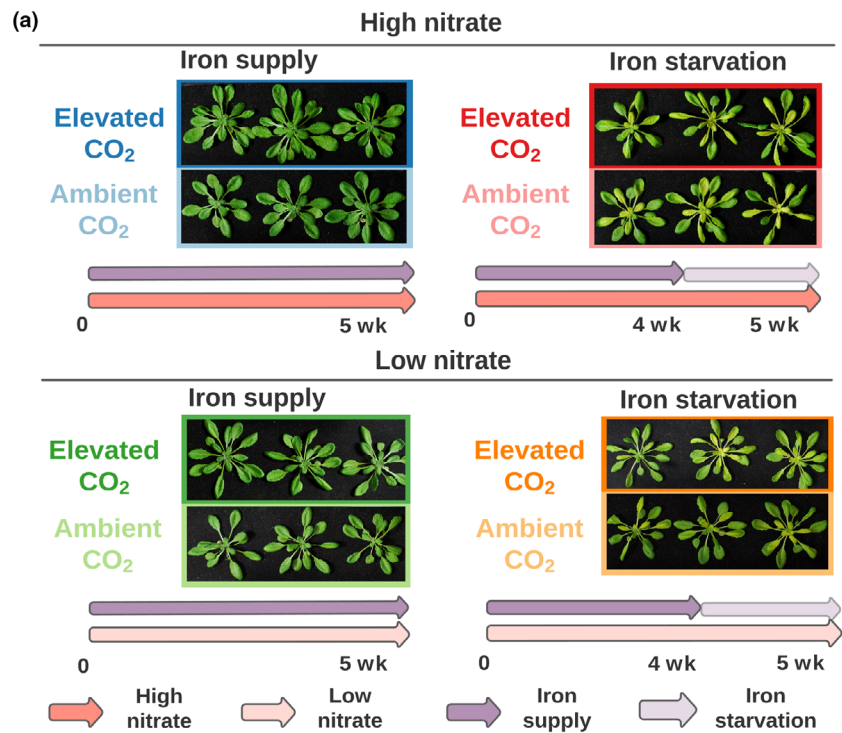 (a)
High nitrate
Iron supply
Iron starvation
Elevated
CO₂
Ambient
CO₂
Elevated
CO₂
Ambient
CO₂
0
5 wk
0
4 wk
5 wk
Low nitrate
Iron supply
Iron starvation
Elevated
CO₂
Ambient
CO₂
Elevated
CO₂
Ambient
CO₂
0
5 wk
0
4 wk
5 wk
High
nitrate
Low
nitrate
Iron
supply
Iron
starvation